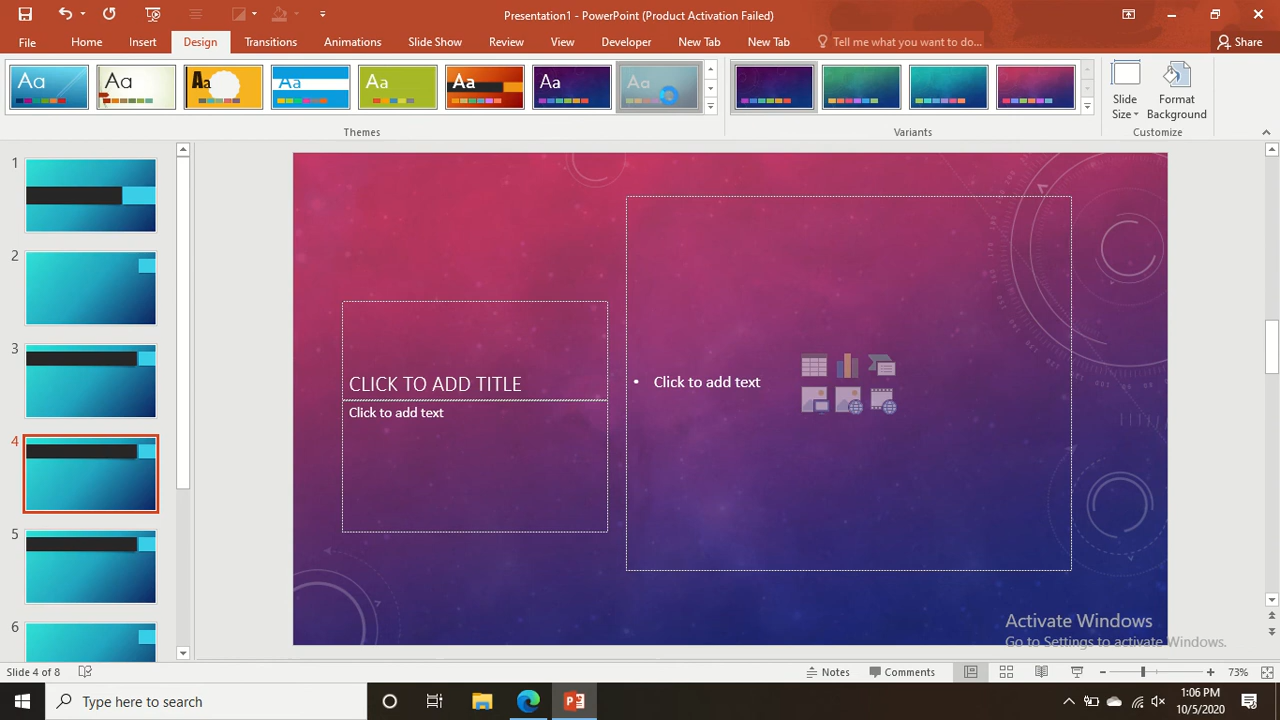 Presentation1 - PowerPoint (Product Activation Failed)
File Home Insert Design Transitions Animations Slide Show Review View Developer New Tab New Tab Tell me what you want to do... Share
Aa Aa Aa Aa Aa Aa Aa Aa
Slide Size
Format Background
Themes Variants Customize
1
2
3
4
5
6
CLICK TO ADD TITLE
Click to add text
• Click to add text
Activate Windows
Go to Settings to activate Windows.
Slide 4 of 8 Notes Comments 73%
Type here to search
1:06 PM
10/5/2020